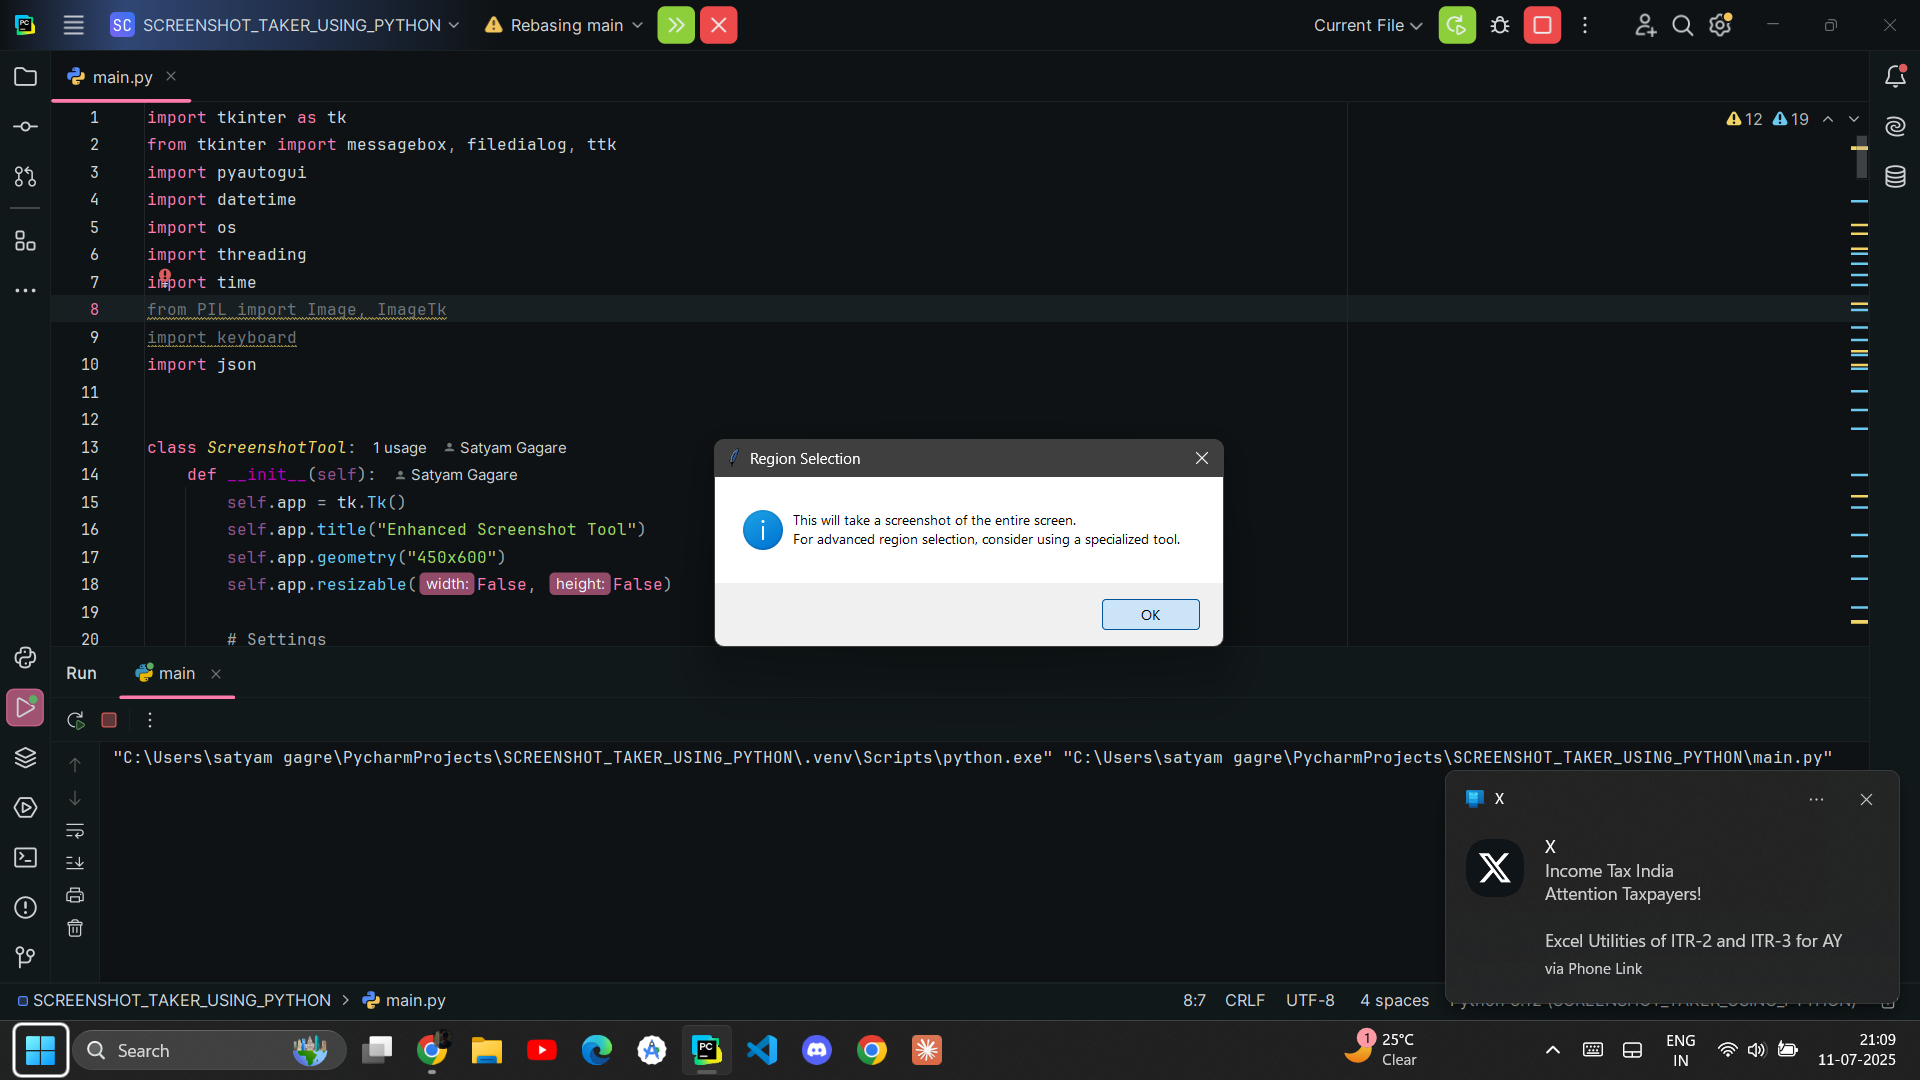 SC SCREENSHOT_TAKER_USING_PYTHON
Rebasing main
Current File
main.py
12 19
1 import tkinter as tk
2 from tkinter import messagebox, filedialog, ttk
3 import pyautogui
4 import datetime
5 import os
6 import threading
7 import time
8 from PIL import Image, ImageTk
9 import keyboard
10 import json
11
12
13 class ScreenshotTool: 1 usage Satyam Gagare
14 def __init__(self): Satyam Gagare
15 self.app = tk.Tk()
16 self.app.title("Enhanced Screenshot Tool")
17 self.app.geometry("450x600")
18 self.app.resizable(width: False, height: False)
19
20 # Settings
Region Selection
This will take a screenshot of the entire screen.
For advanced region selection, consider using a specialized tool.
OK
Run main
"C:\Users\satyam gagre\PycharmProjects\SCREENSHOT_TAKER_USING_PYTHON\.venv\Scripts\python.exe" "C:\Users\satyam gagre\PycharmProjects\SCREENSHOT_TAKER_USING_PYTHON\main.py"
X
X
Income Tax India
Attention Taxpayers!
Excel Utilities of ITR-2 and ITR-3 for AY
via Phone Link
SCREENSHOT_TAKER_USING_PYTHON > main.py
8:7 CRLF UTF-8 4 spaces Python 3.12 (SCREENSHOT_TAKER_USING_PYTHON)
Search
PC
1
25°C
Clear
ENG
IN
21:09
11-07-2025